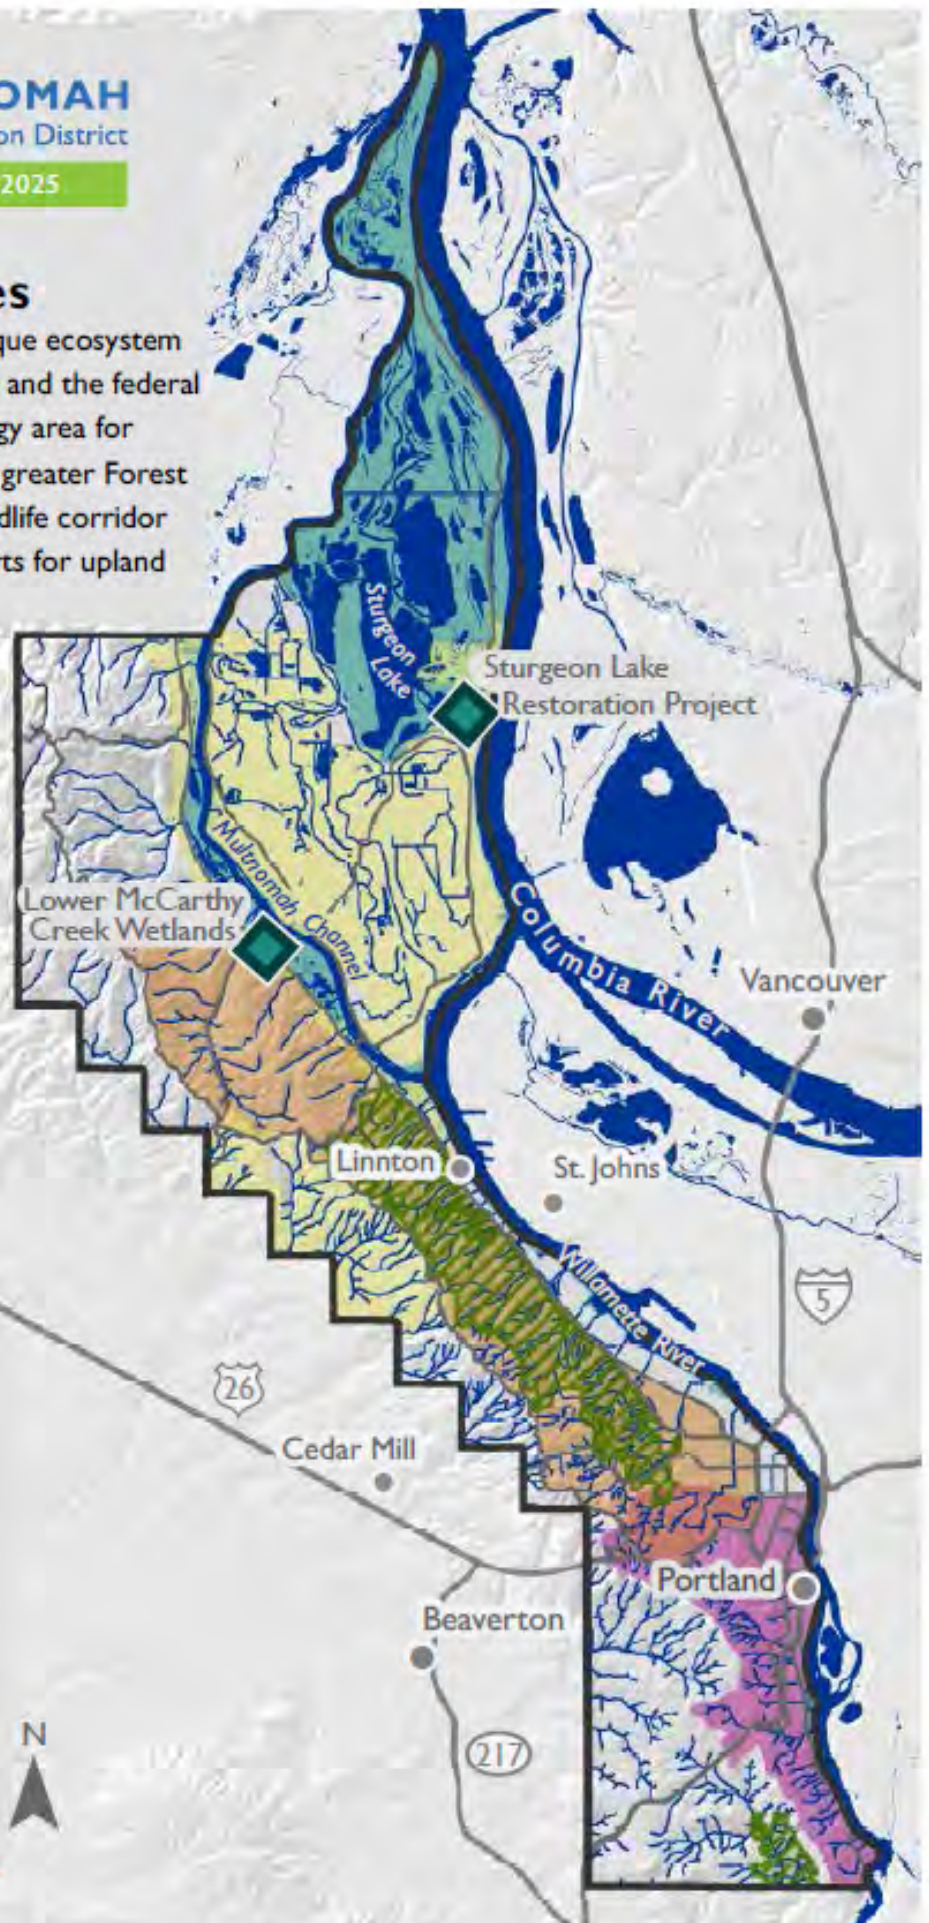 OMAH
on District
2025
es
que ecosystem
and the federal
gy area for
greater Forest
dlife corridor
rts for upland
Sturgeon
Lake
Sturgeon Lake
Restoration Project
Multnomah Channel
Lower McCarthy
Creek Wetlands
Columbia River
Vancouver
Linnton
St. Johns
Willamette River
5
26
Cedar Mill
Portland
Beaverton
N
217